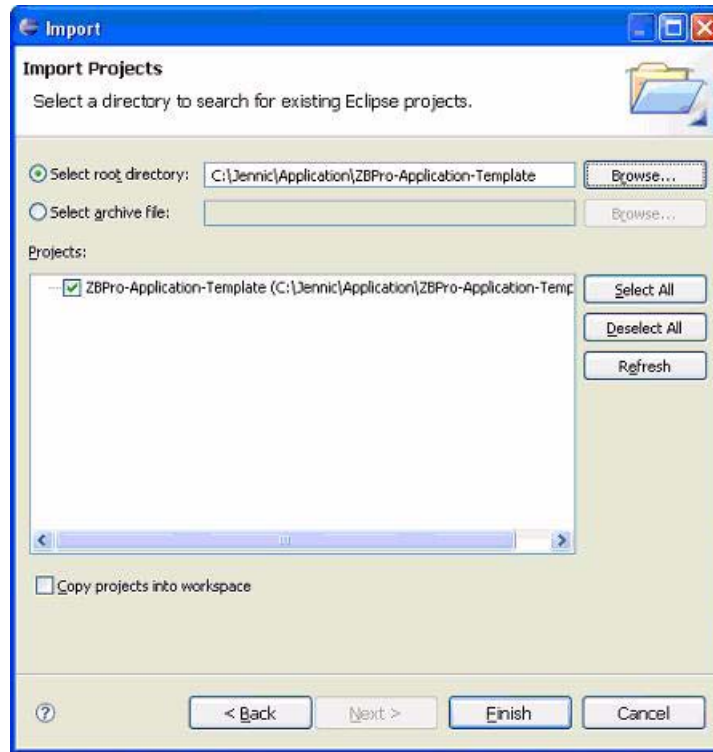 Import
Import Projects
Select a directory to search for existing Eclipse projects.
Select root directory: C:\Jennic\Application\ZBPro-Application-Template Browse...
Select archive file: Browse...
Projects:
ZBPro-Application-Template (C:\Jennic\Application\ZBPro-Application-Temp
Select All
Deselect All
Refresh
Copy projects into workspace
? < Back Next > Finish Cancel